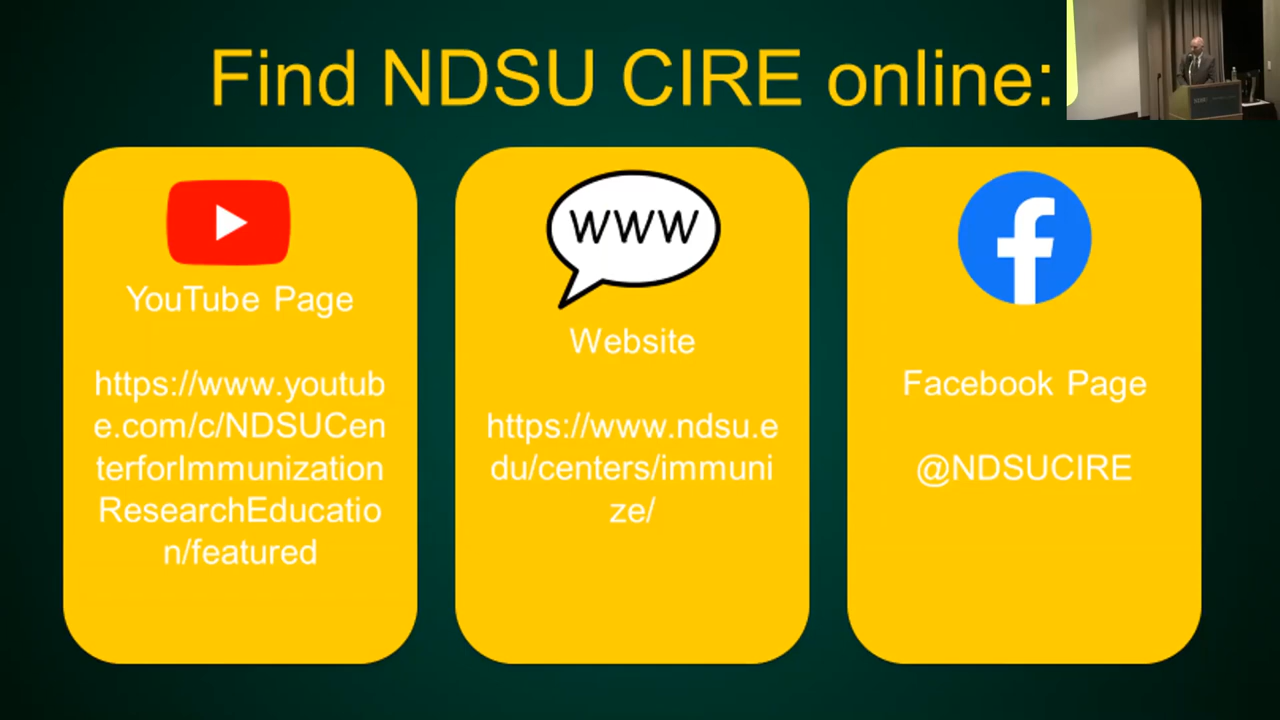 Find NDSU CIRE online:
YouTube Page
https://www.youtub
e.com/c/NDSUCen
terforImmunization
ResearchEducatio
n/featured
WWW
Website
https://www.ndsu.e
du/centers/immuni
ze/
Facebook Page
@NDSUCIRE